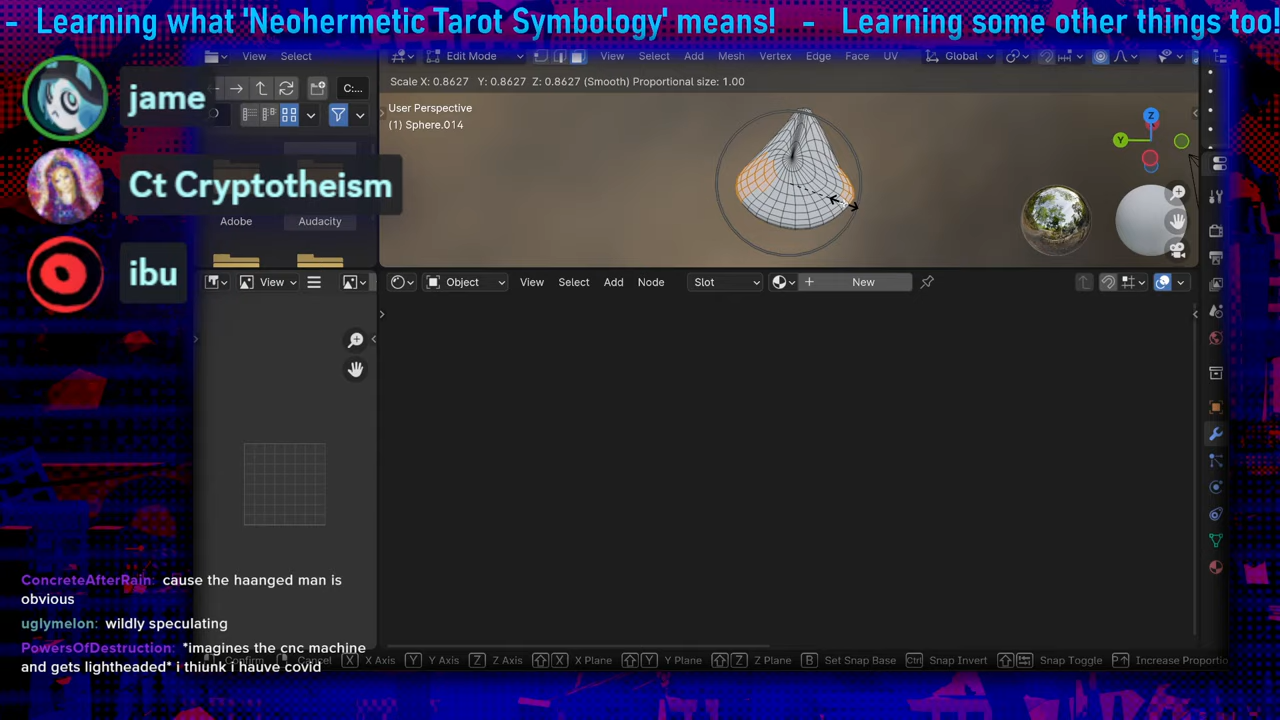 - Learning what 'Neohermetic Tarot Symbology' means! - Learning some other things too!
View Select
Edit Mode View Select Add Mesh Vertex Edge Face UV Global
C:...
Scale X: 0.8627 Y: 0.8627 Z: 0.8627 (Smooth) Proportional size: 1.00
User Perspective
(1) Sphere.014
Z
Y
Adobe Audacity
jame
Ct Cryptotheism
ibu
View
Object View Select Add Node Slot New
ConcreteAfterRain: cause the haanged man is
obvious
uglymelon: wildly speculating
PowersOfDestruction: *imagines the cnc machine
and gets lightheaded* i thiunk i hauve covid
Confirm Cancel X X Axis Y Y Axis Z Z Axis X X Plane Y Y Plane Z Z Plane B Set Snap Base Ctrl Snap Invert Snap Toggle P Increase Proportio